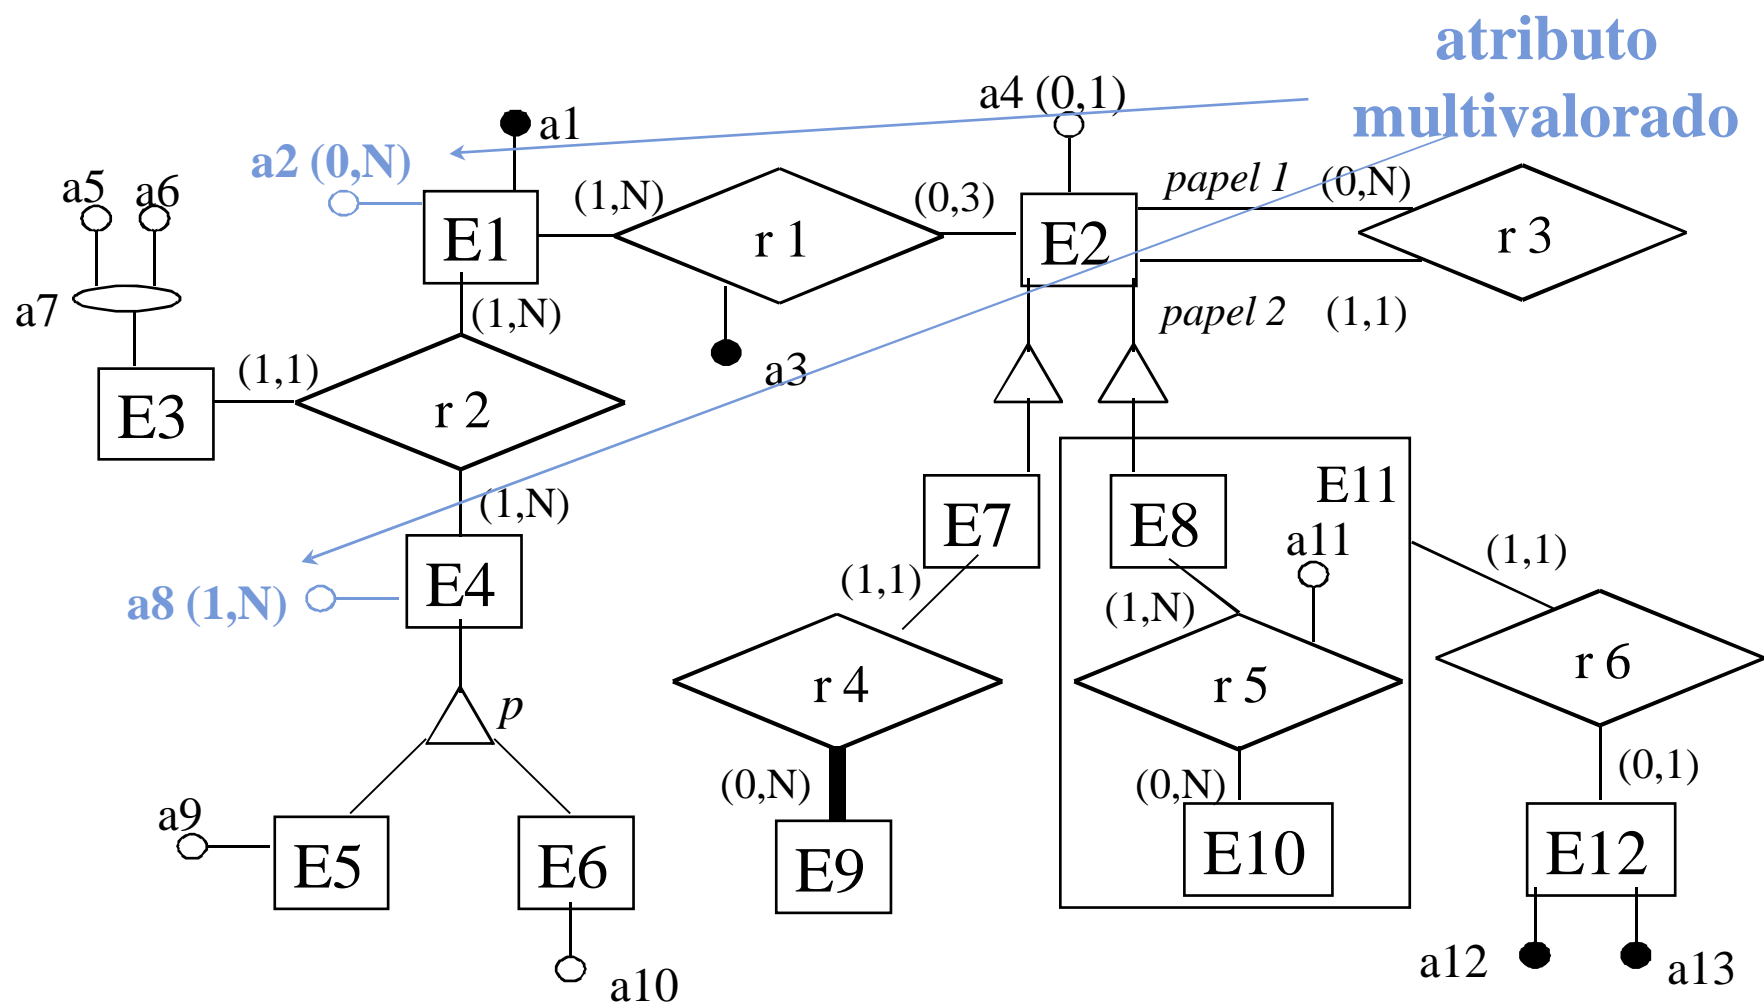 atributo
multivalorado
a4 (0,1)
a1
a2 (0,N)
a5
a6
(1,N)
(0,3)
papel 1
(0,N)
E1
r 1
E2
r 3
a7
(1,N)
papel 2
(1,1)
(1,1)
a3
E3
r 2
(1,N)
E11
E7
E8
a11
(1,1)
(1,1)
E4
a8 (1,N)
(1,N)
r 4
r 5
r 6
p
(0,N)
(0,N)
(0,1)
a9
E5
E6
E9
E10
E12
a10
a12
a13